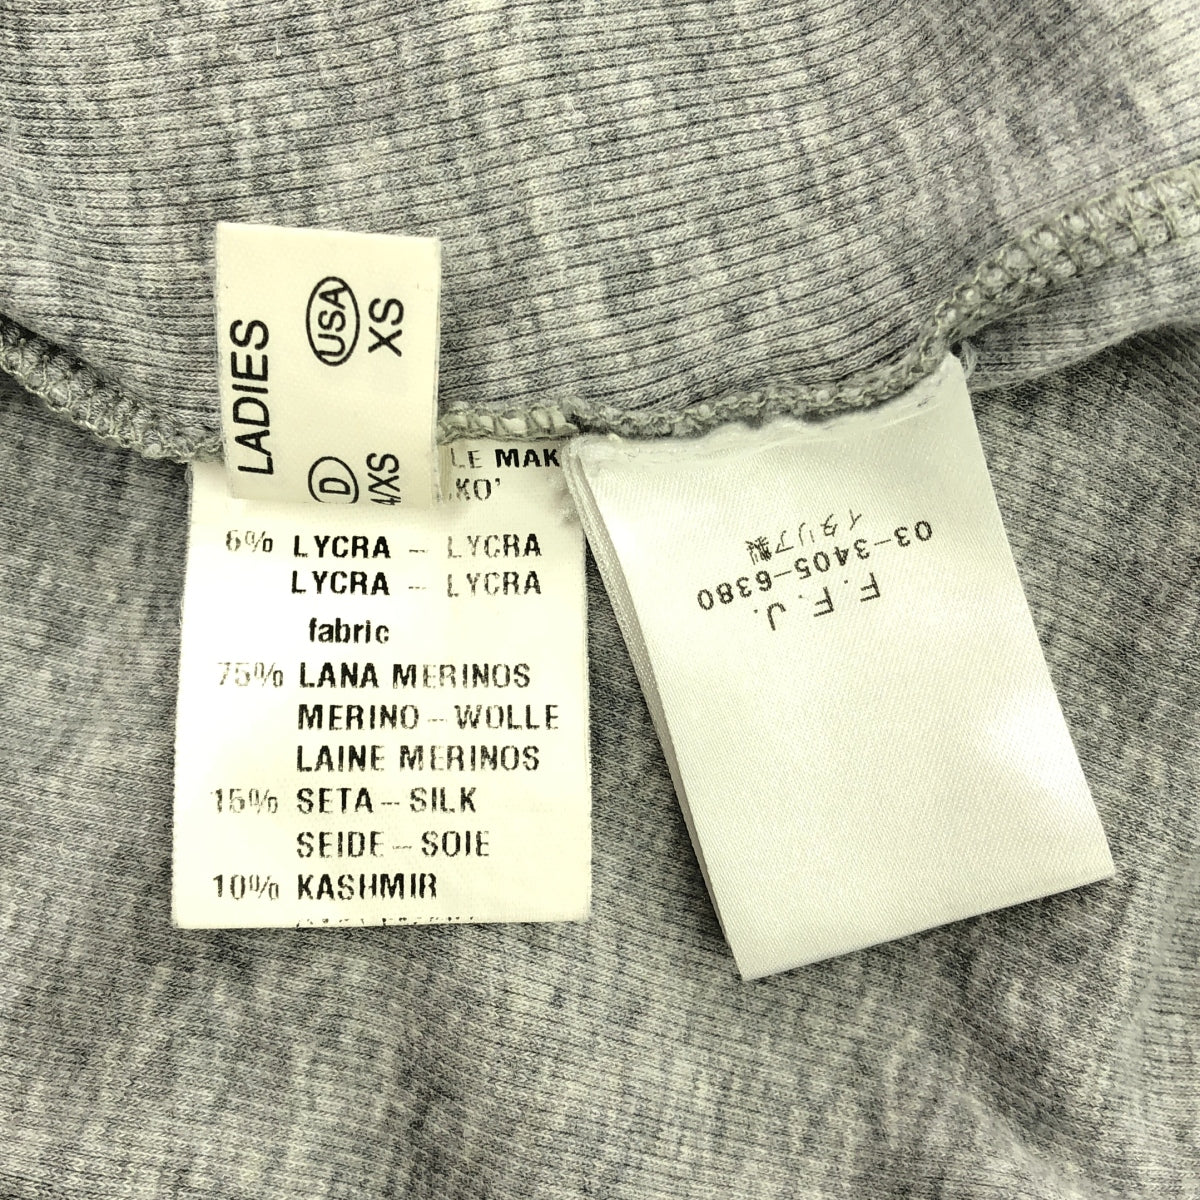 LADIES
USA
XS
D
XS
LE MAK
KO'
6% LYCRA - LYCRA
LYCRA - LYCRA
fabric
75% LANA MERINOS
MERINO - WOLLE
LAINE MERINOS
15% SETA - SILK
SEIDE - SOIE
10% KASHMIR
F. F. J.
03-3405-6380
イタリア製